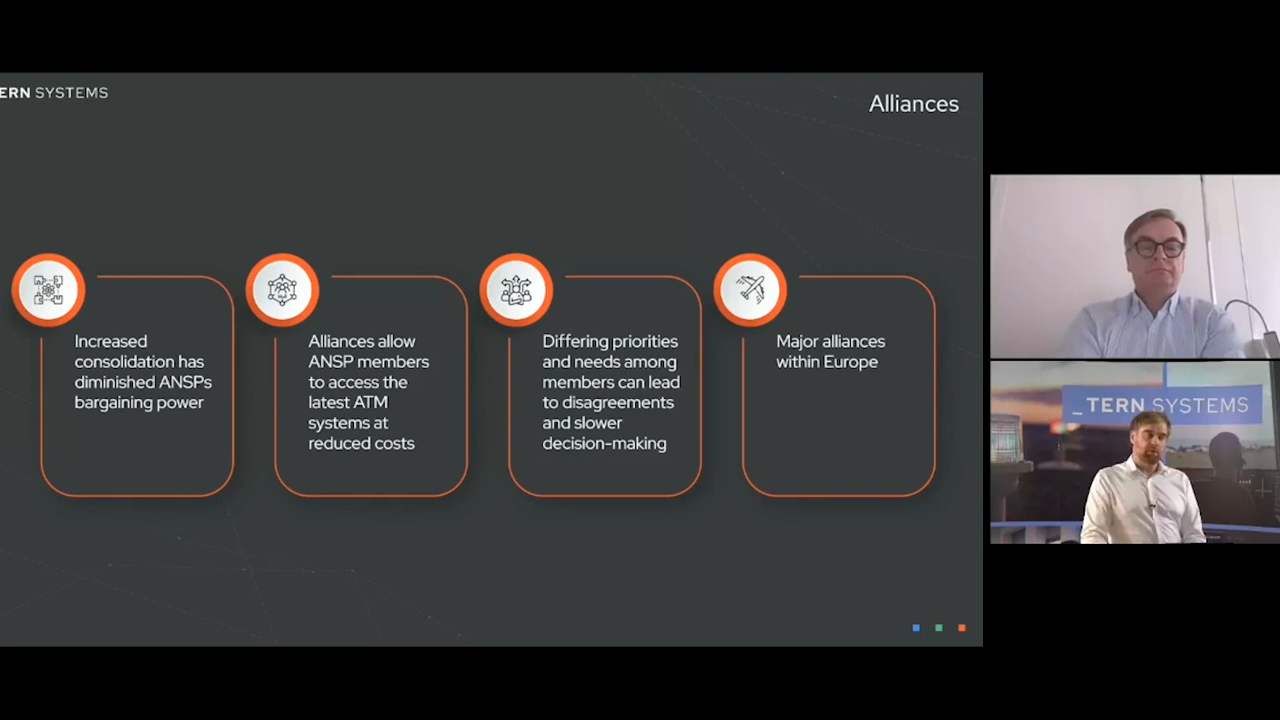 ERN SYSTEMS
Alliances
Increased
consolidation has
diminished ANSPs
bargaining power
Alliances allow
ANSP members
to access the
latest ATM
systems at
reduced costs
Differing priorities
and needs among
members can lead
to disagreements
and slower
decision-making
Major alliances
within Europe
_TERN SYSTEMS